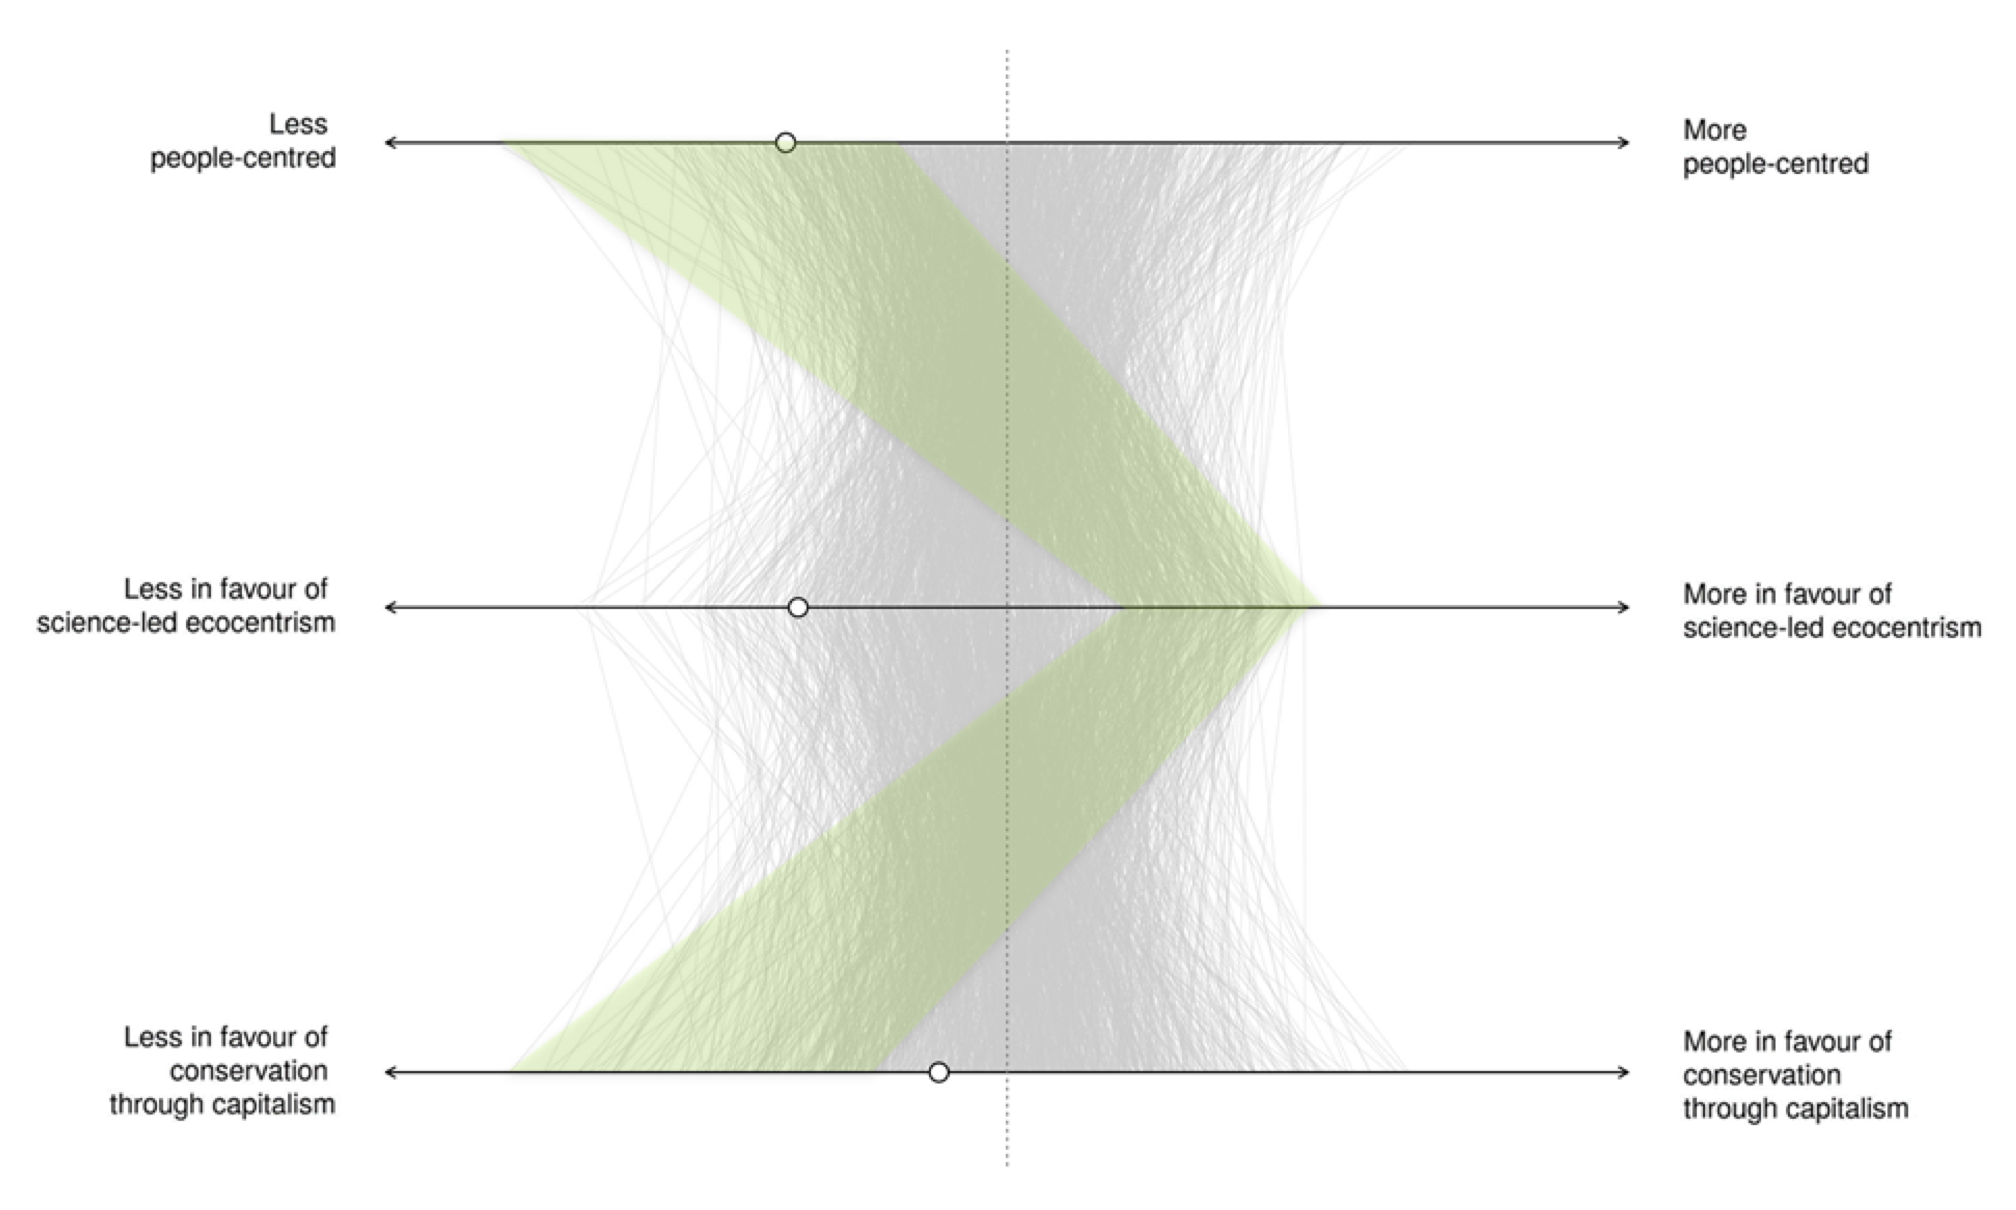 Less
people-centred
More
people-centred
Less in favour of
science-led ecocentrism
More in favour of
science-led ecocentrism
Less in favour of
conservation
through capitalism
More in favour of
conservation
through capitalism